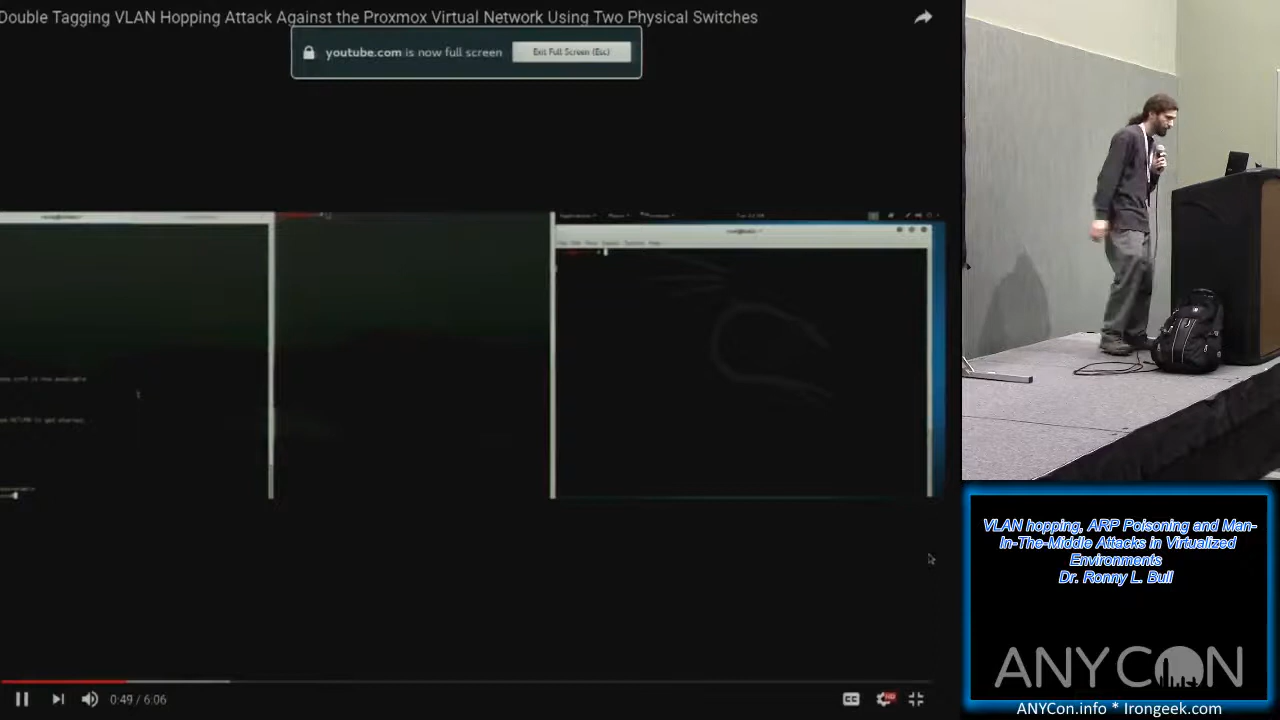 Double Tagging VLAN Hopping Attack Against the Proxmox Virtual Network Using Two Physical Switches
youtube.com is now full screen
Exit Full Screen (Esc)
0:49 / 6:06
CC
HD
VLAN hopping, ARP Poisoning and Man-
In-The-Middle Attacks in Virtualized
Environments
Dr. Ronny L. Bull
ANYCON
ANYCon.info * Irongeek.com